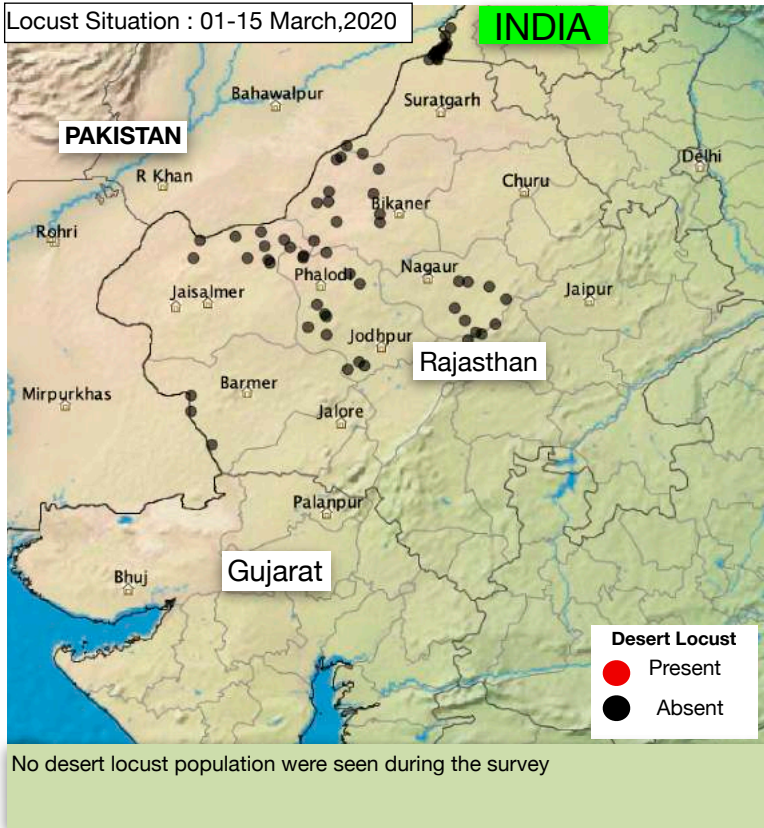 Locust Situation : 01-15 March,2020
INDIA
Bahawalpur
Suratgarh
PAKISTAN
Delhi
R Khan
Churu
Bikaner
Rohri
Nagaur
Phalodi
Jaisalmer
Jaipur
Jodhpur
Rajasthan
Barmer
Mirpurkhas
Jalore
Palanpur
Gujarat
Bhuj
Desert Locust
Present
Absent
No desert locust population were seen during the survey